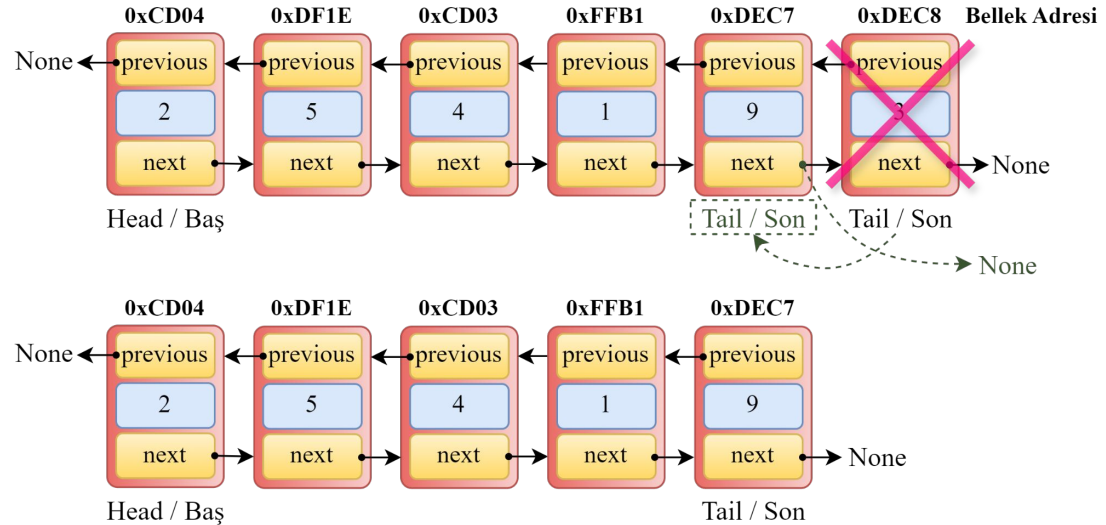 0xCD04 0xDF1E 0xCD03 0xFFB1 0xDEC7 0xDEC8 Bellek Adresi
None previous previous previous previous previous previous
2 5 4 1 9 3
next next next next next next None
Head / Baş Tail / Son Tail / Son
None
0xCD04 0xDF1E 0xCD03 0xFFB1 0xDEC7
None previous previous previous previous previous
2 5 4 1 9
next next next next next None
Head / Baş Tail / Son